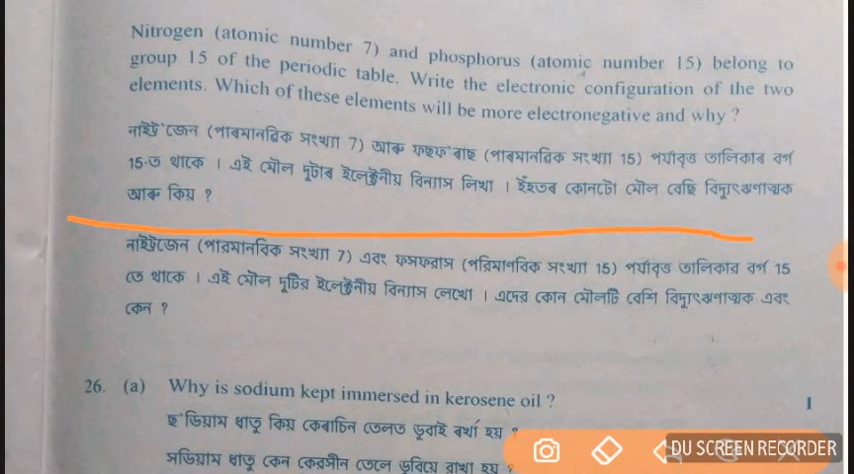 Nitrogen (atomic number 7) and phosphorus (atomic number 15) belong to
group 15 of the periodic table. Write the electronic configuration of the two
elements. Which of these elements will be more electronegative and why ?
নাইট্ৰ'জেন (পাৰমানৱিক সংখ্যা 7) আৰু ফছফ'ৰাছ (পাৰমানৱিক সংখ্যা 15) পৰ্যাবৃত্ত তালিকাৰ বৰ্গ
15-ত থাকে । এই মৌল দুটাৰ ইলেক্ট্ৰনীয় বিন্যাস লিখা । ইহঁতৰ কোনটো মৌল বেছি বিদ্যুৎঋণাত্মক
আৰু কিয় ?
নাইট্রজেন (পারমানবিক সংখ্যা 7) এবং ফসফরাস (পরিমাণবিক সংখ্যা 15) পর্যাবৃত্ত তালিকার বর্গ 15
তে থাকে । এই মৌল দুটির ইলেক্ট্রনীয় বিন্যাস লেখো । এদের কোন মৌলটি বেশি বিদ্যুৎঋণাত্মক এবং
কেন ?
26. (a) Why is sodium kept immersed in kerosene oil ? 1
ছ'ডিয়াম ধাতু কিয় কেৰাচিন তেলত ডুবাই ৰখা হয় ?
সডিয়াম ধাতু কেন কেরসীন তেলে ডুবিয়ে রাখা হয় ?
DU SCREEN RECORDER